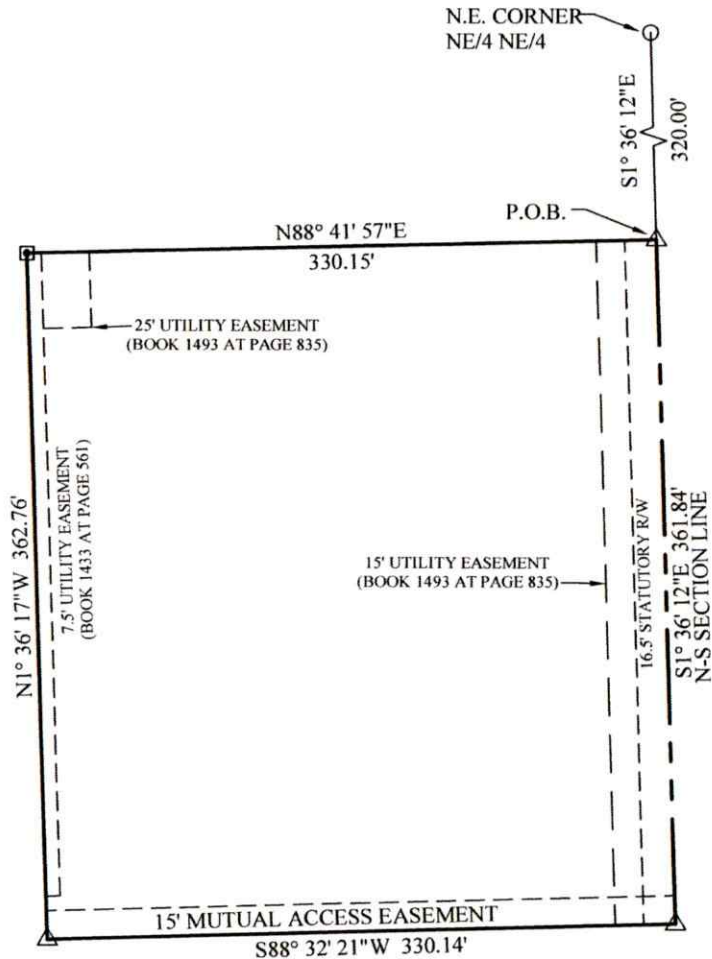 N.E. CORNER
NE/4 NE/4
S1° 36' 12"E
320.00'
P.O.B.
N88° 41' 57"E
330.15'
25' UTILITY EASEMENT
(BOOK 1493 AT PAGE 835)
7.5' UTILITY EASEMENT
(BOOK 1433 AT PAGE 561)
N1° 36' 17"W 362.76'
15' UTILITY EASEMENT
(BOOK 1493 AT PAGE 835)
16.5' STATUTORY R/W
S1° 36' 12"E 361.84'
N-S SECTION LINE
15' MUTUAL ACCESS EASEMENT
S88° 32' 21"W 330.14'